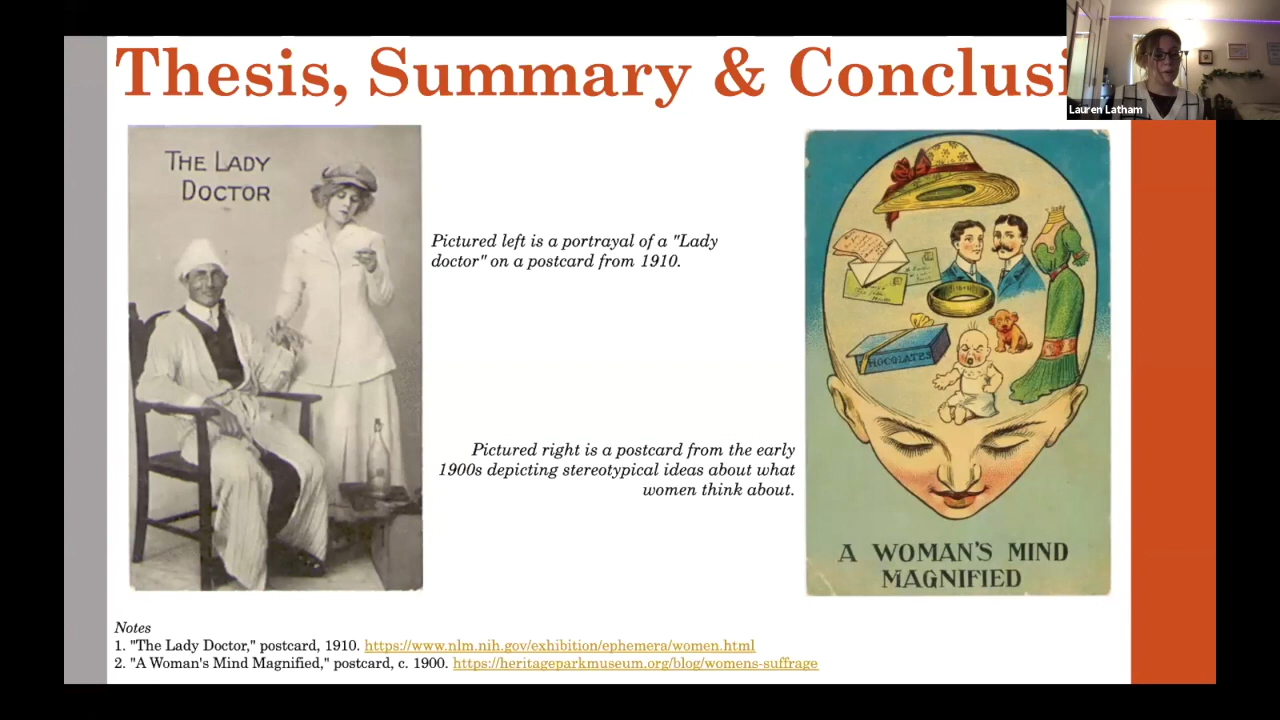 Thesis, Summary & Conclusi
Lauren Latham
THE LADY
DOCTOR
Pictured left is a portrayal of a "Lady
doctor" on a postcard from 1910.
CHOCOLATES
Pictured right is a postcard from the early
1900s depicting stereotypical ideas about what
women think about.
A WOMAN'S MIND
MAGNIFIED
Notes
1. "The Lady Doctor," postcard, 1910. https://www.nlm.nih.gov/exhibition/ephemera/women.html
2. "A Woman's Mind Magnified," postcard, c. 1900. https://heritageparkmuseum.org/blog/womens-suffrage